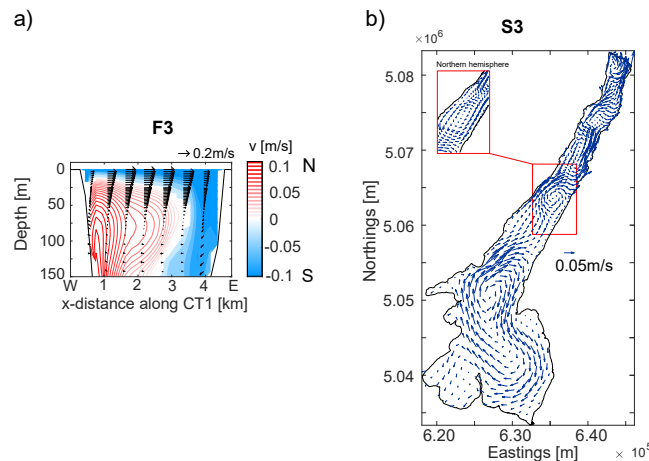 a)
F3
→ 0.2m/s
v [m/s]
0.1 N
0.05
0
-0.05
-0.1 S
Depth [m]
0
50
100
150
W 1 2 3 4 E
x-distance along CT1 [km]
b)
S3
×10⁶
Northern hemisphere
5.08
5.07
5.06
5.05
5.04
Northings [m]
0.05m/s
6.20 6.30 6.40
Eastings [m] × 10⁵